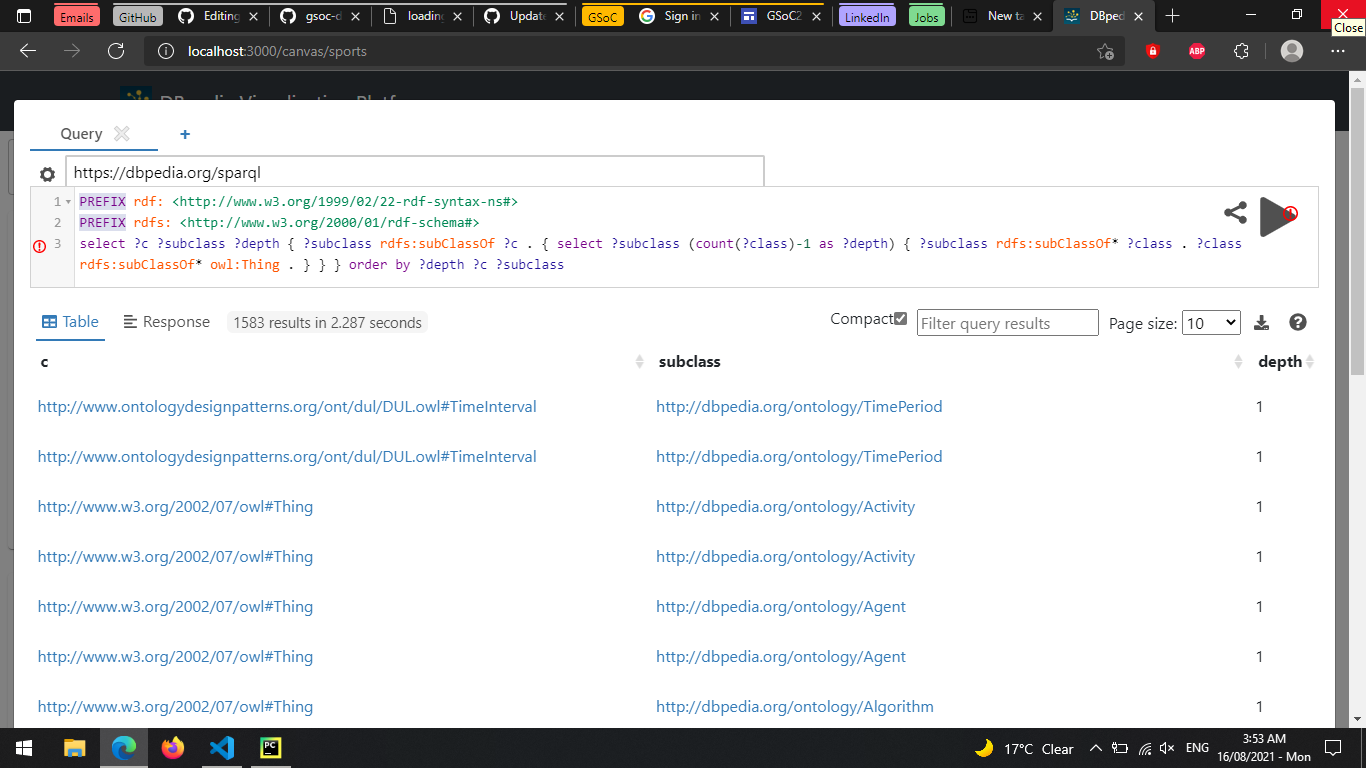 Emails GitHub Editing gsoc-d loading Update GSoC Sign in GSoC2 LinkedIn Jobs New ta DBped
Close
localhost:3000/canvas/sports ABP
Query +
https://dbpedia.org/sparql
1 PREFIX rdf: <http://www.w3.org/1999/02/22-rdf-syntax-ns#>
2 PREFIX rdfs: <http://www.w3.org/2000/01/rdf-schema#>
3 select ?c ?subclass ?depth { ?subclass rdfs:subClassOf ?c . { select ?subclass (count(?class)-1 as ?depth) { ?subclass rdfs:subClassOf* ?class . ?class
rdfs:subClassOf* owl:Thing . } } } order by ?depth ?c ?subclass
Table Response 1583 results in 2.287 seconds Compact Filter query results Page size: 10
c subclass depth
http://www.ontologydesignpatterns.org/ont/dul/DUL.owl#TimeInterval http://dbpedia.org/ontology/TimePeriod 1
http://www.ontologydesignpatterns.org/ont/dul/DUL.owl#TimeInterval http://dbpedia.org/ontology/TimePeriod 1
http://www.w3.org/2002/07/owl#Thing http://dbpedia.org/ontology/Activity 1
http://www.w3.org/2002/07/owl#Thing http://dbpedia.org/ontology/Activity 1
http://www.w3.org/2002/07/owl#Thing http://dbpedia.org/ontology/Agent 1
http://www.w3.org/2002/07/owl#Thing http://dbpedia.org/ontology/Agent 1
http://www.w3.org/2002/07/owl#Thing http://dbpedia.org/ontology/Algorithm 1
PC 17°C Clear ENG 3:53 AM
16/08/2021 - Mon